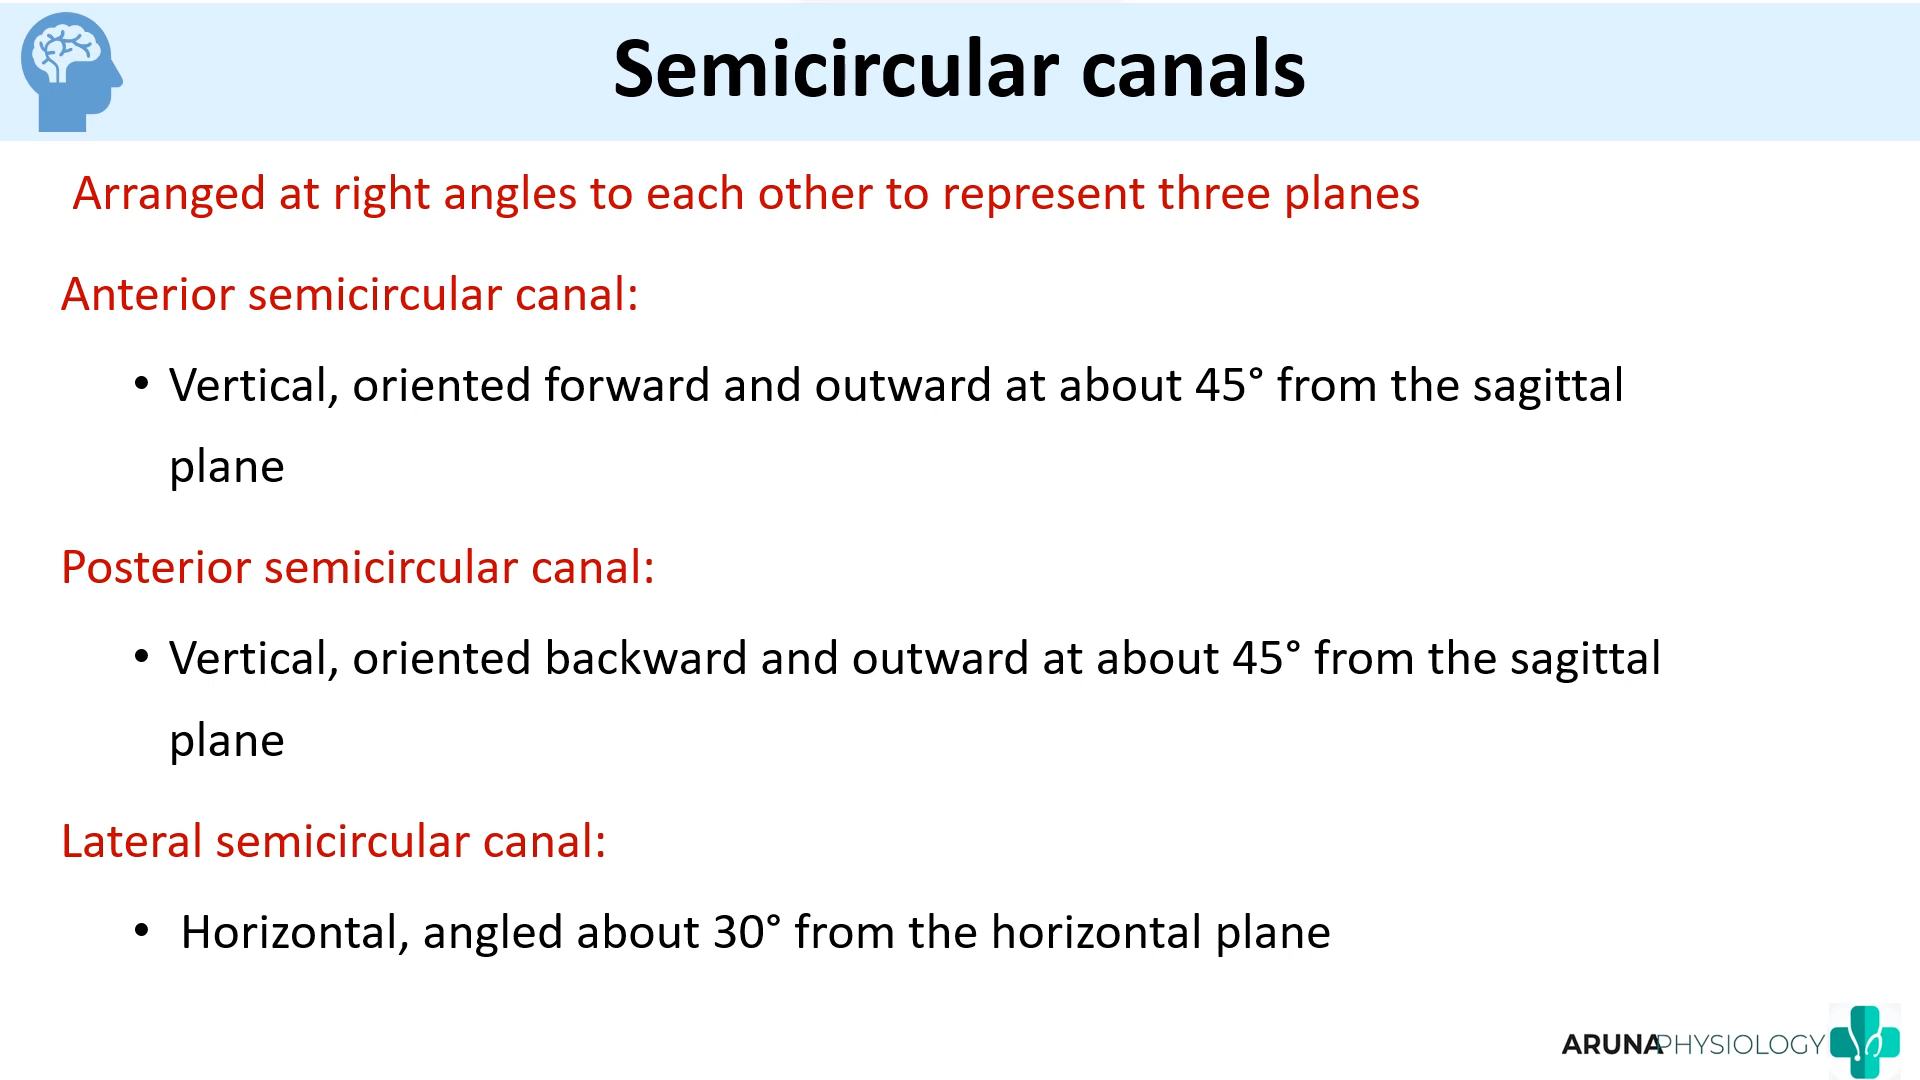 Semicircular canals
Arranged at right angles to each other to represent three planes
Anterior semicircular canal:
• Vertical, oriented forward and outward at about 45° from the sagittal
plane
Posterior semicircular canal:
• Vertical, oriented backward and outward at about 45° from the sagittal
plane
Lateral semicircular canal:
• Horizontal, angled about 30° from the horizontal plane
ARUNAPHYSIOLOGY